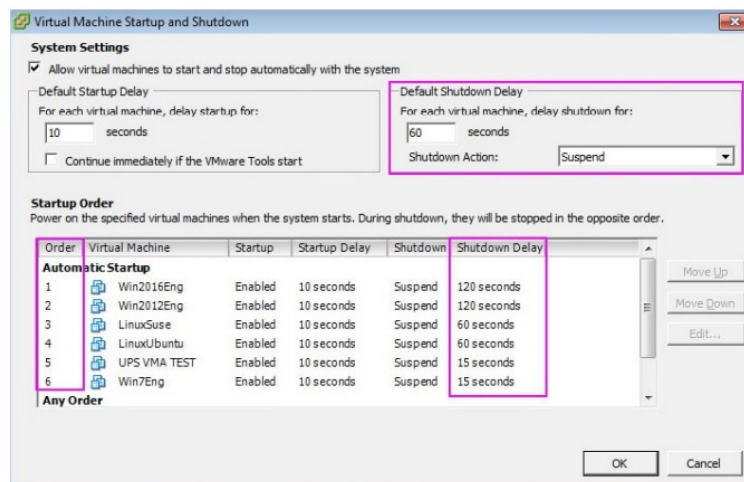 Virtual Machine Startup and Shutdown
System Settings
Allow virtual machines to start and stop automatically with the system
Default Startup Delay
For each virtual machine, delay startup for:
10 seconds
Continue immediately if the VMware Tools start
Default Shutdown Delay
For each virtual machine, delay shutdown for:
60 seconds
Shutdown Action: Suspend
Startup Order
Power on the specified virtual machines when the system starts. During shutdown, they will be stopped in the opposite order.
Order Virtual Machine Startup Startup Delay Shutdown Shutdown Delay
Automatic Startup
1 Win2016Eng Enabled 10 seconds Suspend 120 seconds
2 Win2012Eng Enabled 10 seconds Suspend 120 seconds
3 LinuxSuse Enabled 10 seconds Suspend 60 seconds
4 LinuxUbuntu Enabled 10 seconds Suspend 60 seconds
5 UPS VMA TEST Enabled 10 seconds Suspend 15 seconds
6 Win7Eng Enabled 10 seconds Suspend 15 seconds
Any Order
Move Up
Move Down
Edit...
OK Cancel